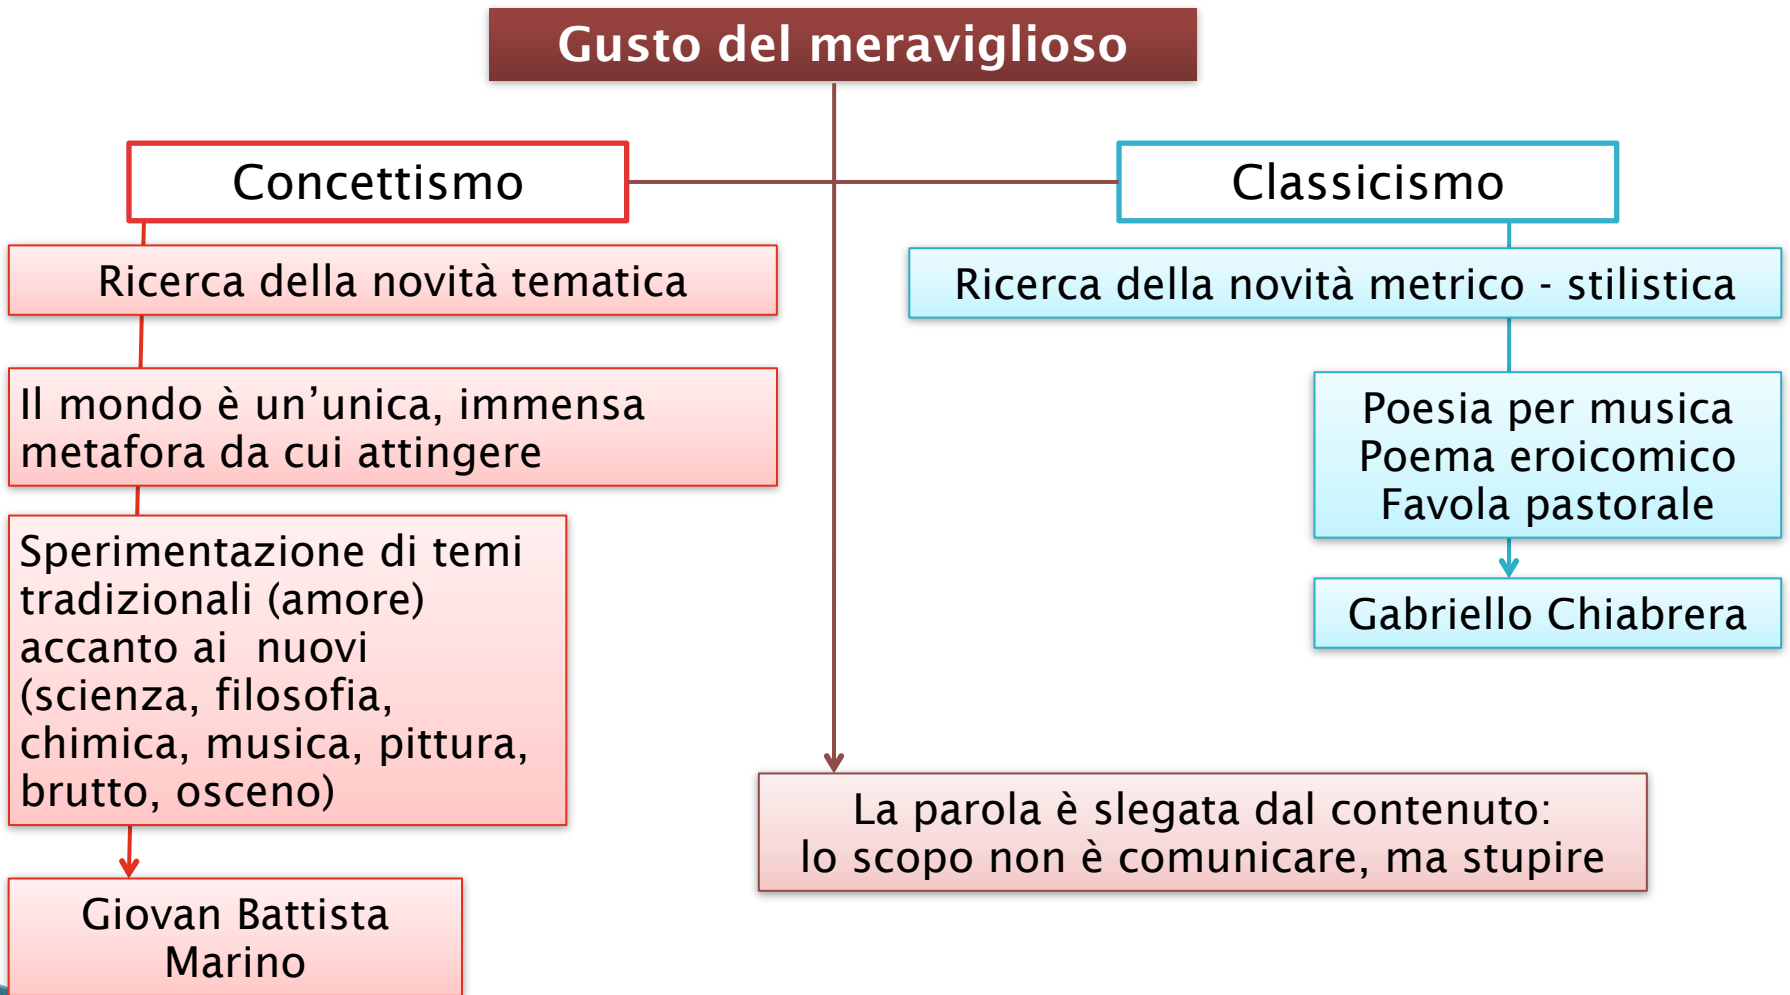 Gusto del meraviglioso
Concettismo
Ricerca della novità tematica
Il mondo è un’unica, immensa
metafora da cui attingere
Sperimentazione di temi
tradizionali (amore)
accanto ai  nuovi
(scienza, filosofia,
chimica, musica, pittura,
brutto, osceno)
Giovan Battista
Marino
Classicismo
Ricerca della novità metrico - stilistica
Poesia per musica
Poema eroicomico
Favola pastorale
Gabriello Chiabrera
La parola è slegata dal contenuto:
lo scopo non è comunicare, ma stupire